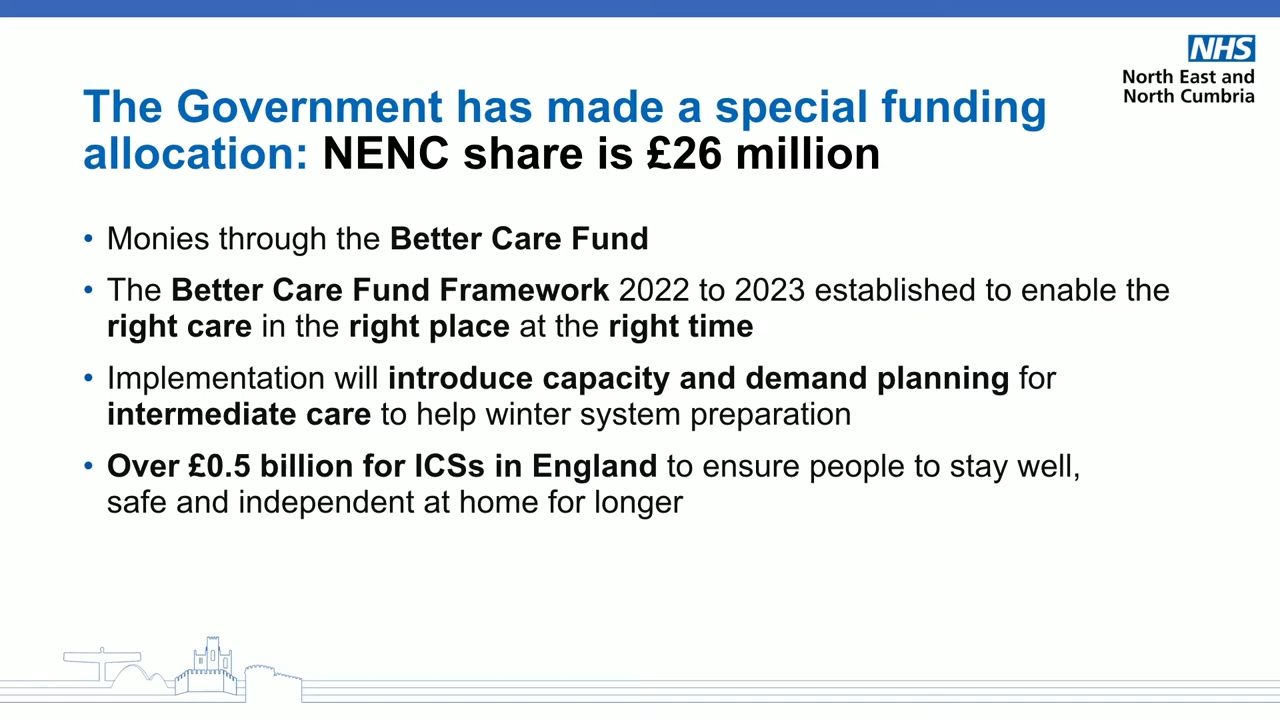 NHS
North East and
North Cumbria
The Government has made a special funding
allocation: NENC share is £26 million
• Monies through the Better Care Fund
• The Better Care Fund Framework 2022 to 2023 established to enable the
right care in the right place at the right time
• Implementation will introduce capacity and demand planning for
intermediate care to help winter system preparation
• Over £0.5 billion for ICSs in England to ensure people to stay well,
safe and independent at home for longer